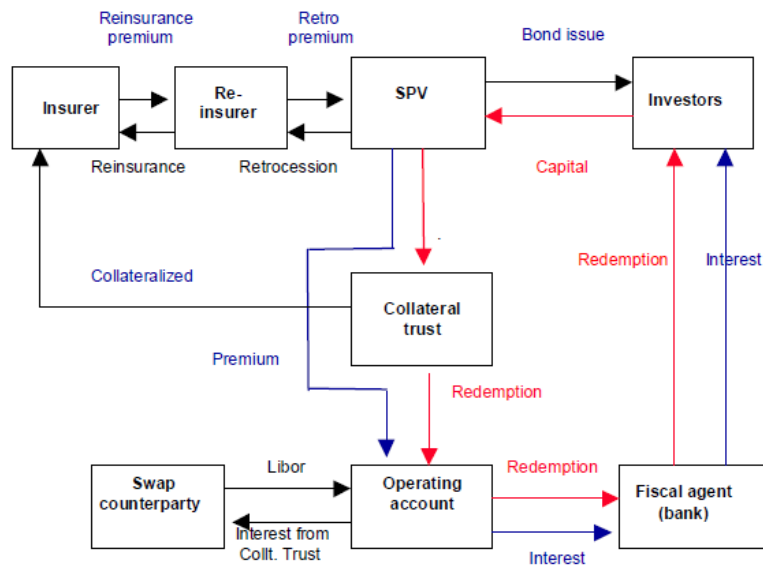 Reinsurance
premium
Retro
premium
Bond issue
Insurer
Re-
insurer
SPV
Investors
Reinsurance
Retrocession
Capital
Collateralized
Redemption
Interest
Collateral
trust
Premium
Redemption
Swap
counterparty
Libor
Operating
account
Redemption
Fiscal agent
(bank)
Interest from
Collt. Trust
Interest